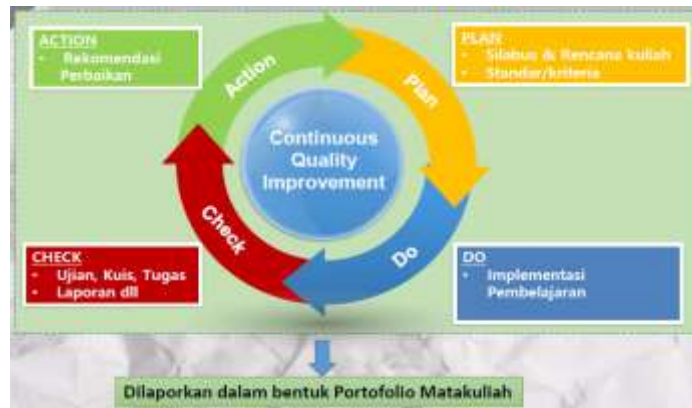 ACTION
• Rekomendasi
Perbaikan
PLAN
• Silabus & Rencana kuliah
• Standar/kriteria
Action
Plan
Continuous
Quality
Improvement
Check
Do
CHECK
• Ujian, Kuis, Tugas
• Laporan dll
DO
• Implementasi
Pembelajaran
Dilaporkan dalam bentuk Portofolio Matakuliah